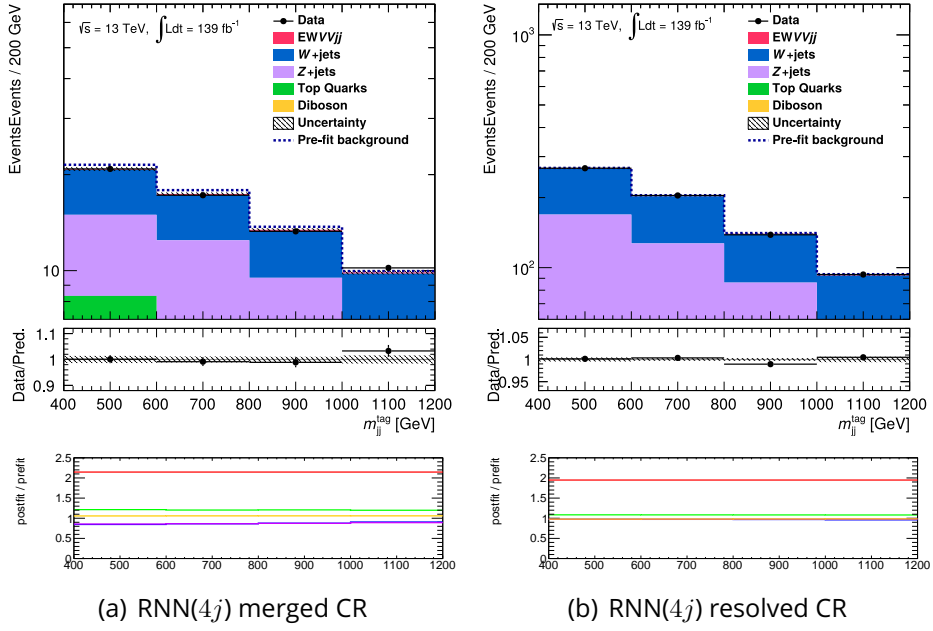 EventsEvents / 200 GeV
√s = 13 TeV, ∫Ldt = 139 fb⁻¹
Data
EWVVjj
W+jets
Z+jets
Top Quarks
Diboson
Uncertainty
Pre-fit background
10
Data/Pred.
1.1
1
0.9
400 500 600 700 800 900 1000 1100 1200
m_jj^tag [GeV]
postfit / prefit
2.5
2
1.5
1
0.5
0
400 500 600 700 800 900 1000 1100 1200
(a) RNN(4j) merged CR
EventsEvents / 200 GeV
10³
√s = 13 TeV, ∫Ldt = 139 fb⁻¹
Data
EWVVjj
W+jets
Z+jets
Top Quarks
Diboson
Uncertainty
Pre-fit background
10²
Data/Pred.
1.05
1
0.95
400 500 600 700 800 900 1000 1100 1200
m_jj^tag [GeV]
postfit / prefit
2.5
2
1.5
1
0.5
0
400 500 600 700 800 900 1000 1100 1200
(b) RNN(4j) resolved CR